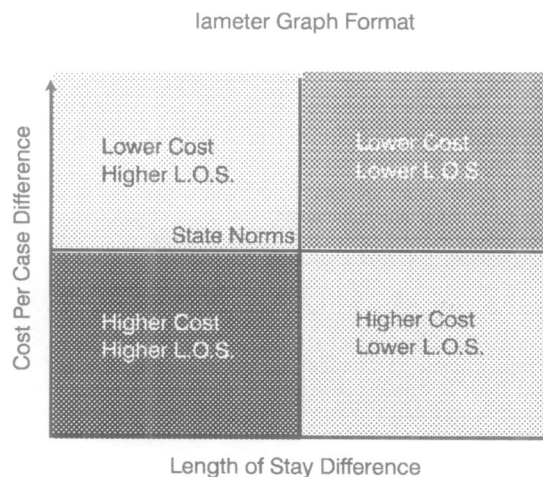 Iameter Graph Format
Cost Per Case Difference
Lower Cost
Higher L.O.S.
Lower Cost
Lower L.O.S
State Norms
Higher Cost
Higher L.O.S.
Higher Cost
Lower L.O.S.
Length of Stay Difference